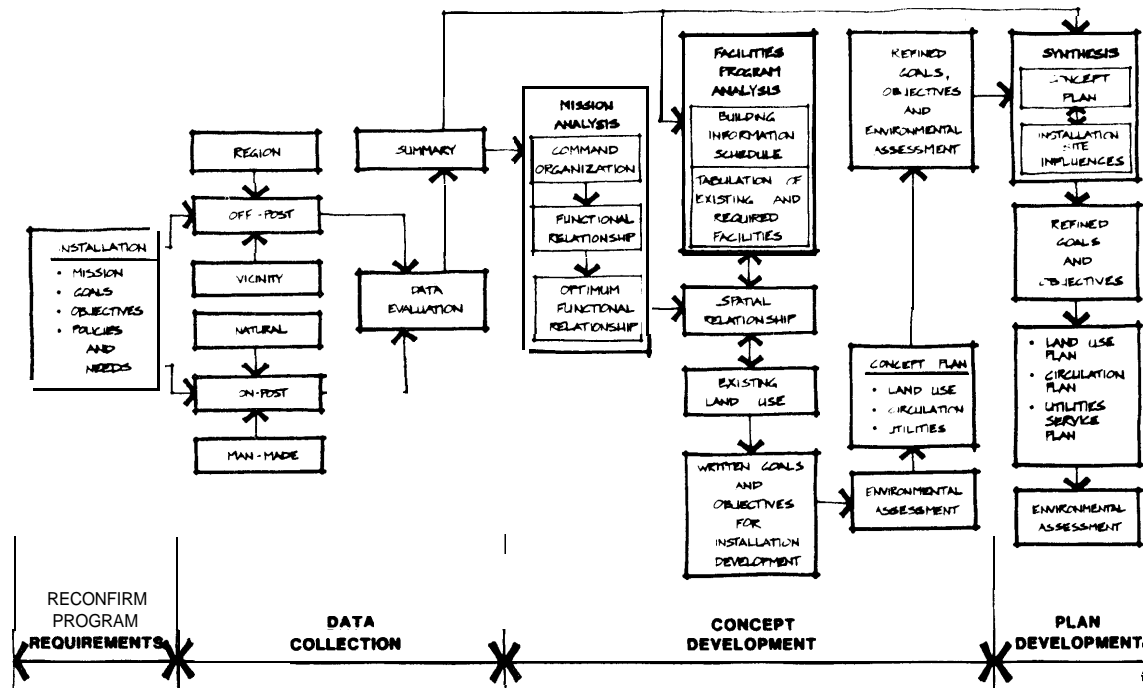 INSTALLATION
• MISSION
• GOALS
• OBJECTIVES
• POLICIES
AND
NEEDS
REGION
OFF-POST
VICINITY
NATURAL
ON-POST
MAN-MADE
SUMMARY
DATA
EVALUATION
MISSION
ANALYSIS
COMMAND
ORGANIZATION
FUNCTIONAL
RELATIONSHIP
OPTIMUM
FUNCTIONAL
RELATIONSHIP
FACILITIES
PROGRAM
ANALYSIS
BUILDING
INFORMATION
SCHEDULE
TABULATION OF
EXISTING AND
REQUIRED
FACILITIES
SPATIAL
RELATIONSHIP
EXISTING
LAND USE
WRITTEN GOALS
AND
OBJECTIVES
FOR
INSTALLATION
DEVELOPMENT
REFINED
GOALS,
OBJECTIVES
AND
ENVIRONMENTAL
ASSESSMENT
CONCEPT PLAN
• LAND USE
• CIRCULATION
• UTILITIES
ENVIRONMENTAL
ASSESSMENT
SYNTHESIS
CONCEPT
PLAN
INSTALLATION
SITE
INFLUENCES
REFINED
GOALS
AND
OBJECTIVES
• LAND USE
PLAN
• CIRCULATION
PLAN
• UTILITIES
SERVICE
PLAN
ENVIRONMENTAL
ASSESSMENT
RECONFIRM
PROGRAM
REQUIREMENTS
DATA
COLLECTION
CONCEPT
DEVELOPMENT
PLAN
DEVELOPMENT